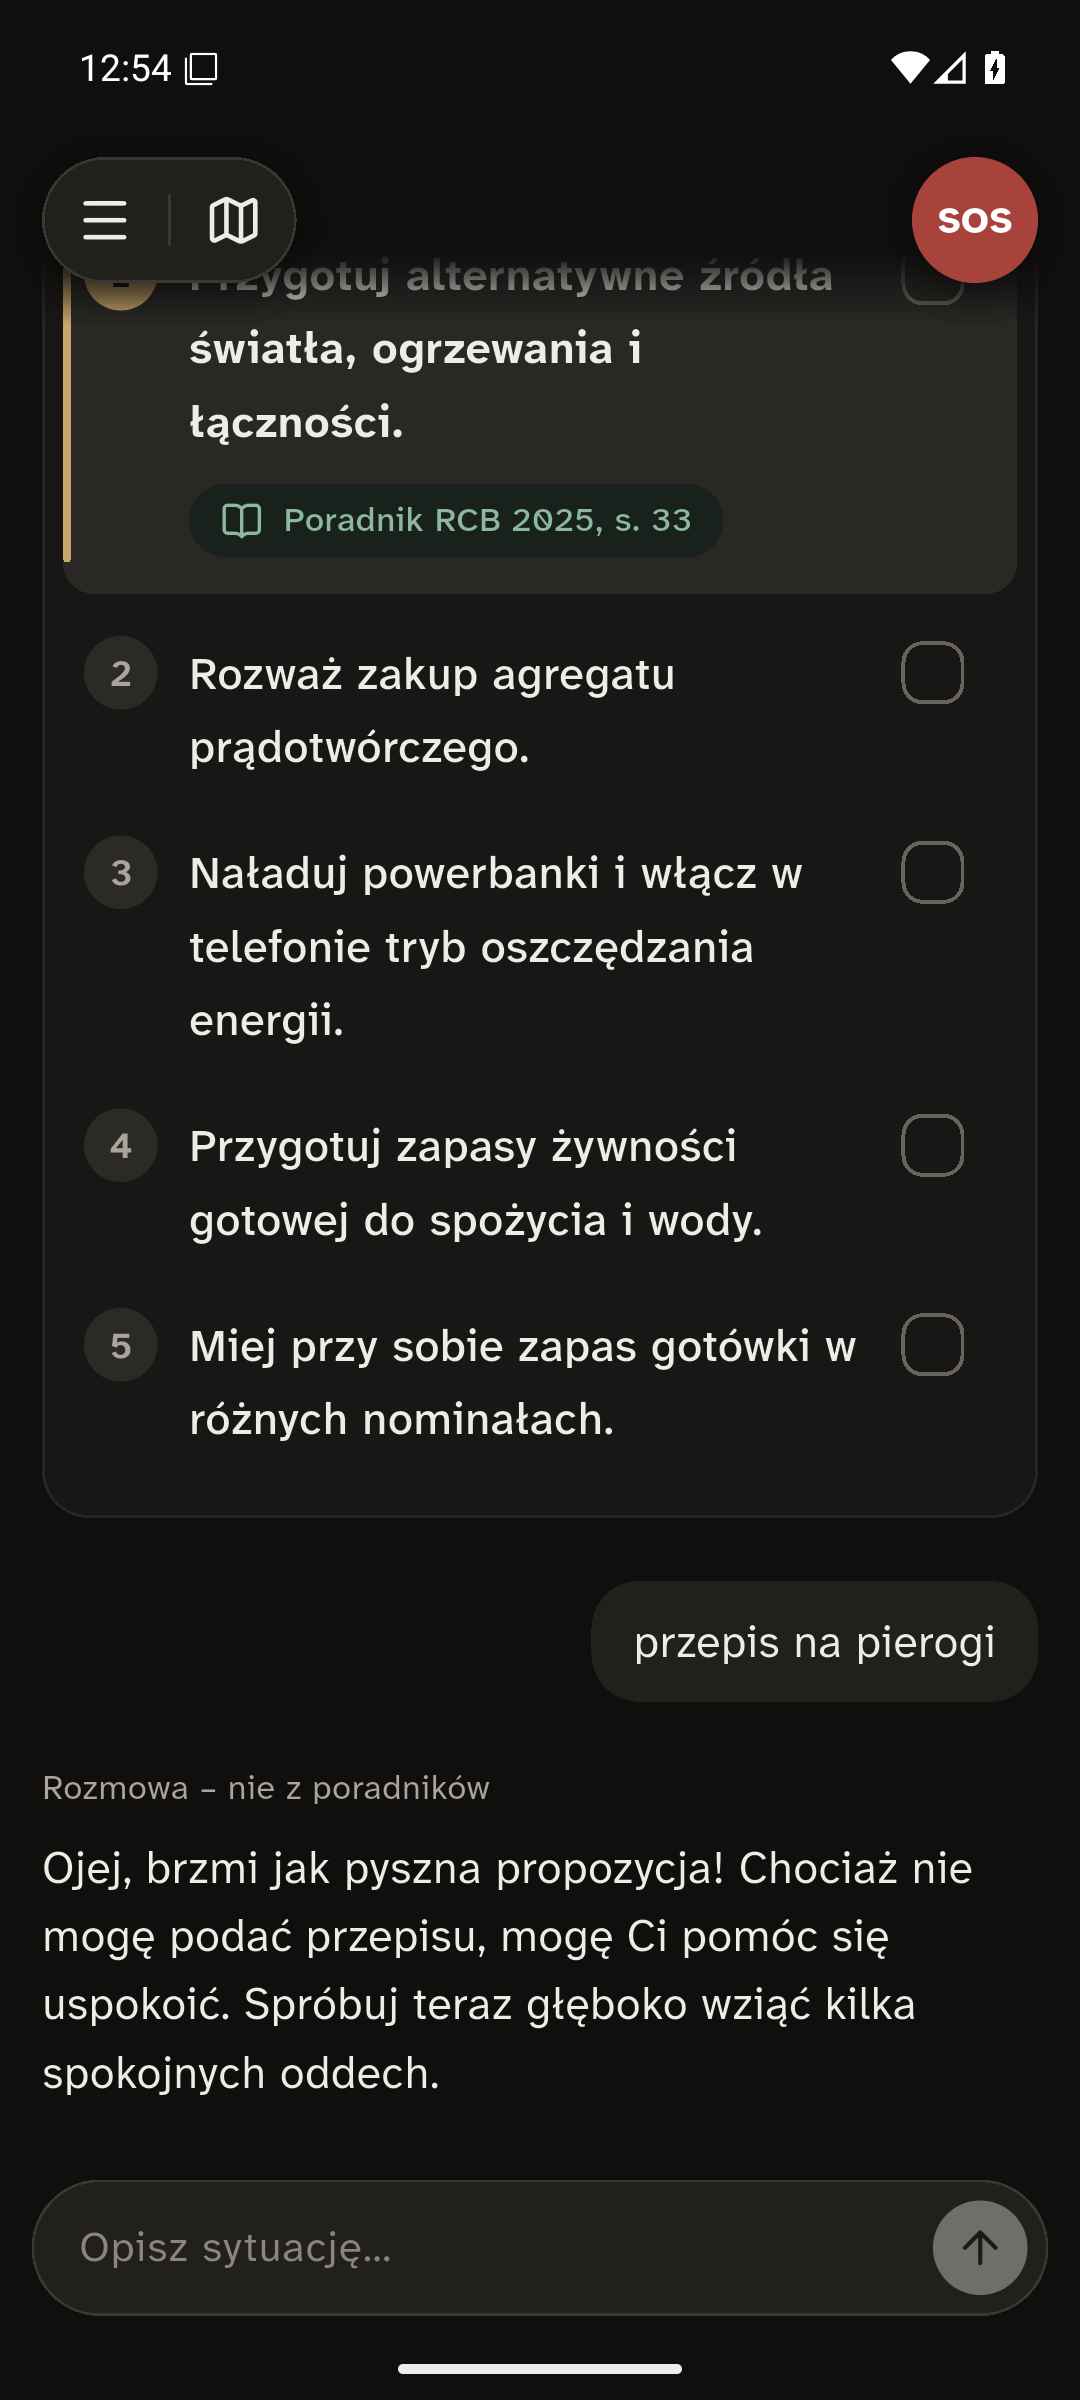 12:54
SOS
Przygotuj alternatywne źródła
światła, ogrzewania i
łączności.
Poradnik RCB 2025, s. 33
2 Rozważ zakup agregatu
prądotwórczego.
3 Naładuj powerbanki i włącz w
telefonie tryb oszczędzania
energii.
4 Przygotuj zapasy żywności
gotowej do spożycia i wody.
5 Miej przy sobie zapas gotówki w
różnych nominałach.
przepis na pierogi
Rozmowa – nie z poradników
Ojej, brzmi jak pyszna propozycja! Chociaż nie
mogę podać przepisu, mogę Ci pomóc się
uspokoić. Spróbuj teraz głęboko wziąć kilka
spokojnych oddech.
Opisz sytuację...